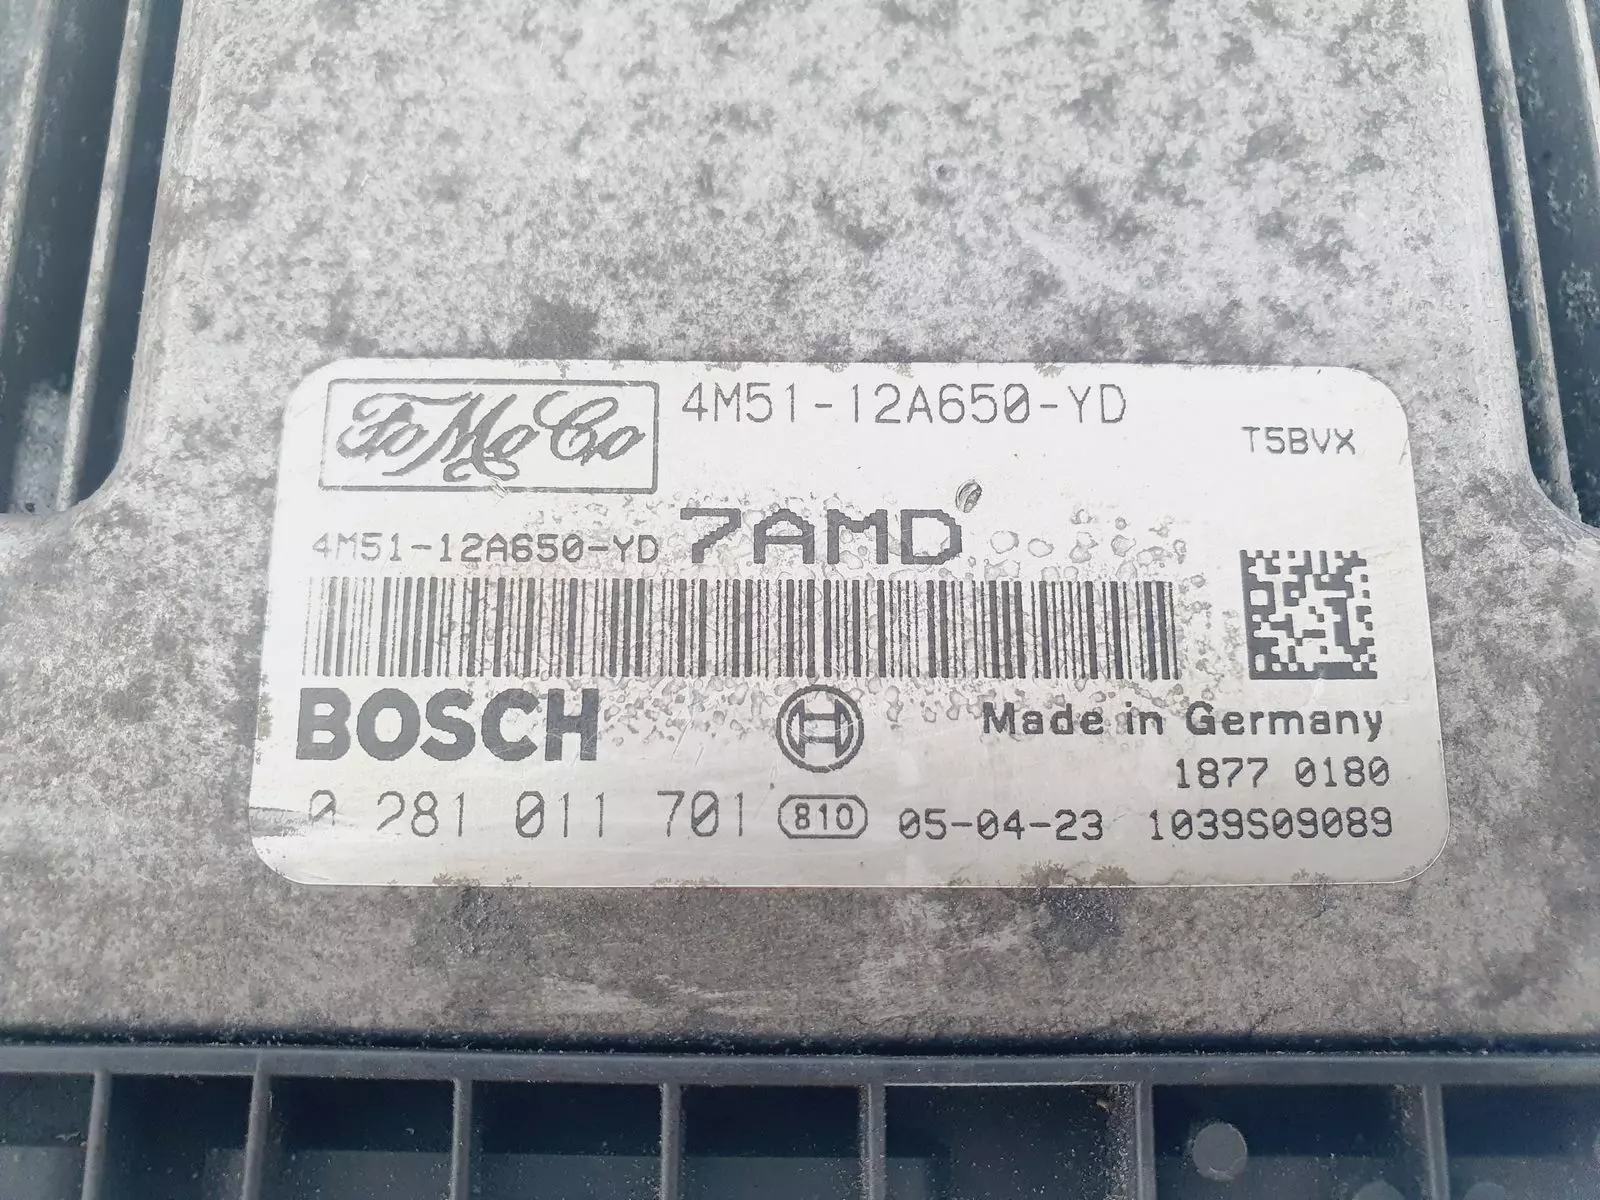 FoMoCo 4M51-12A650-YD
T5BVX
4M51-12A650-YD 7AMD
BOSCH
Made in Germany
1877 0180
0 281 011 701 810 05-04-23 1039S09089